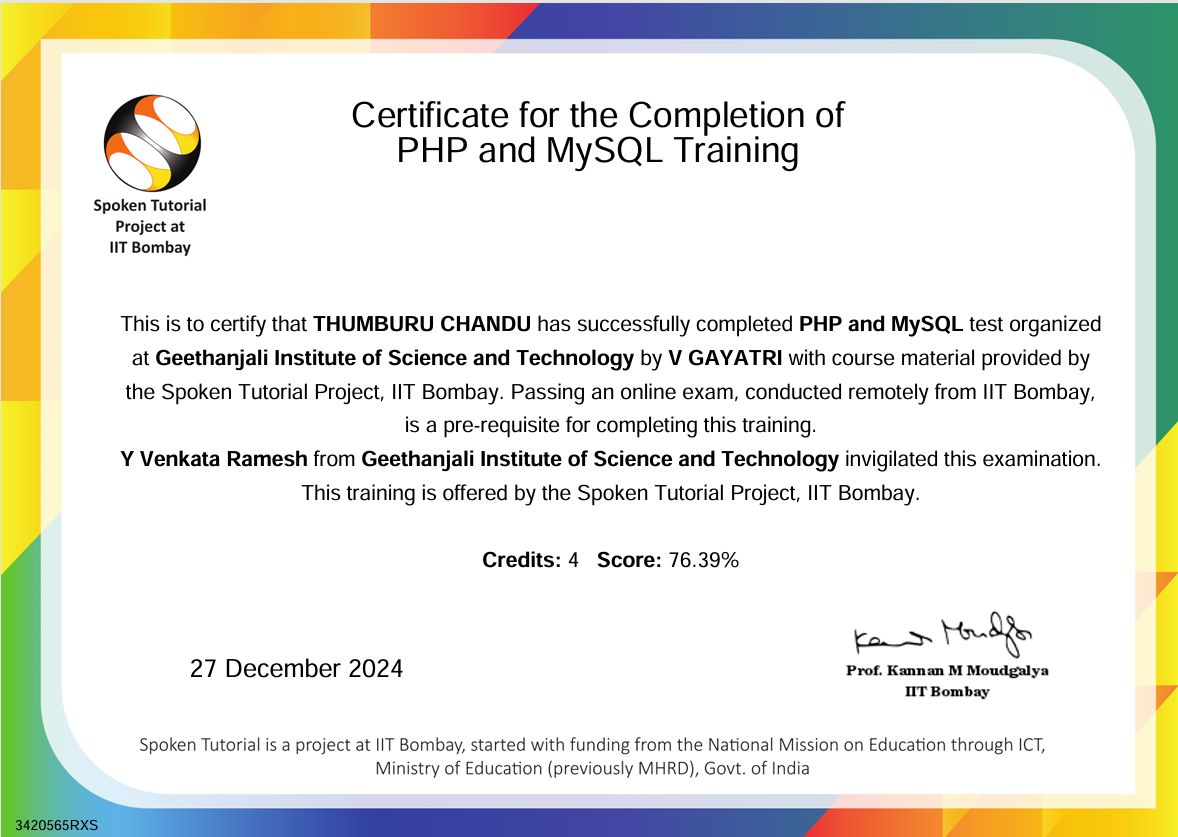 Certificate for the Completion of
PHP and MySQL Training
Spoken Tutorial
Project at
IIT Bombay
This is to certify that THUMBURU CHANDU has successfully completed PHP and MySQL test organized
at Geethanjali Institute of Science and Technology by V GAYATRI with course material provided by
the Spoken Tutorial Project, IIT Bombay. Passing an online exam, conducted remotely from IIT Bombay,
is a pre-requisite for completing this training.
Y Venkata Ramesh from Geethanjali Institute of Science and Technology invigilated this examination.
This training is offered by the Spoken Tutorial Project, IIT Bombay.
Credits: 4 Score: 76.39%
27 December 2024
Prof. Kannan M Moudgalya
IIT Bombay
Spoken Tutorial is a project at IIT Bombay, started with funding from the National Mission on Education through ICT,
Ministry of Education (previously MHRD), Govt. of India
3420565RXS